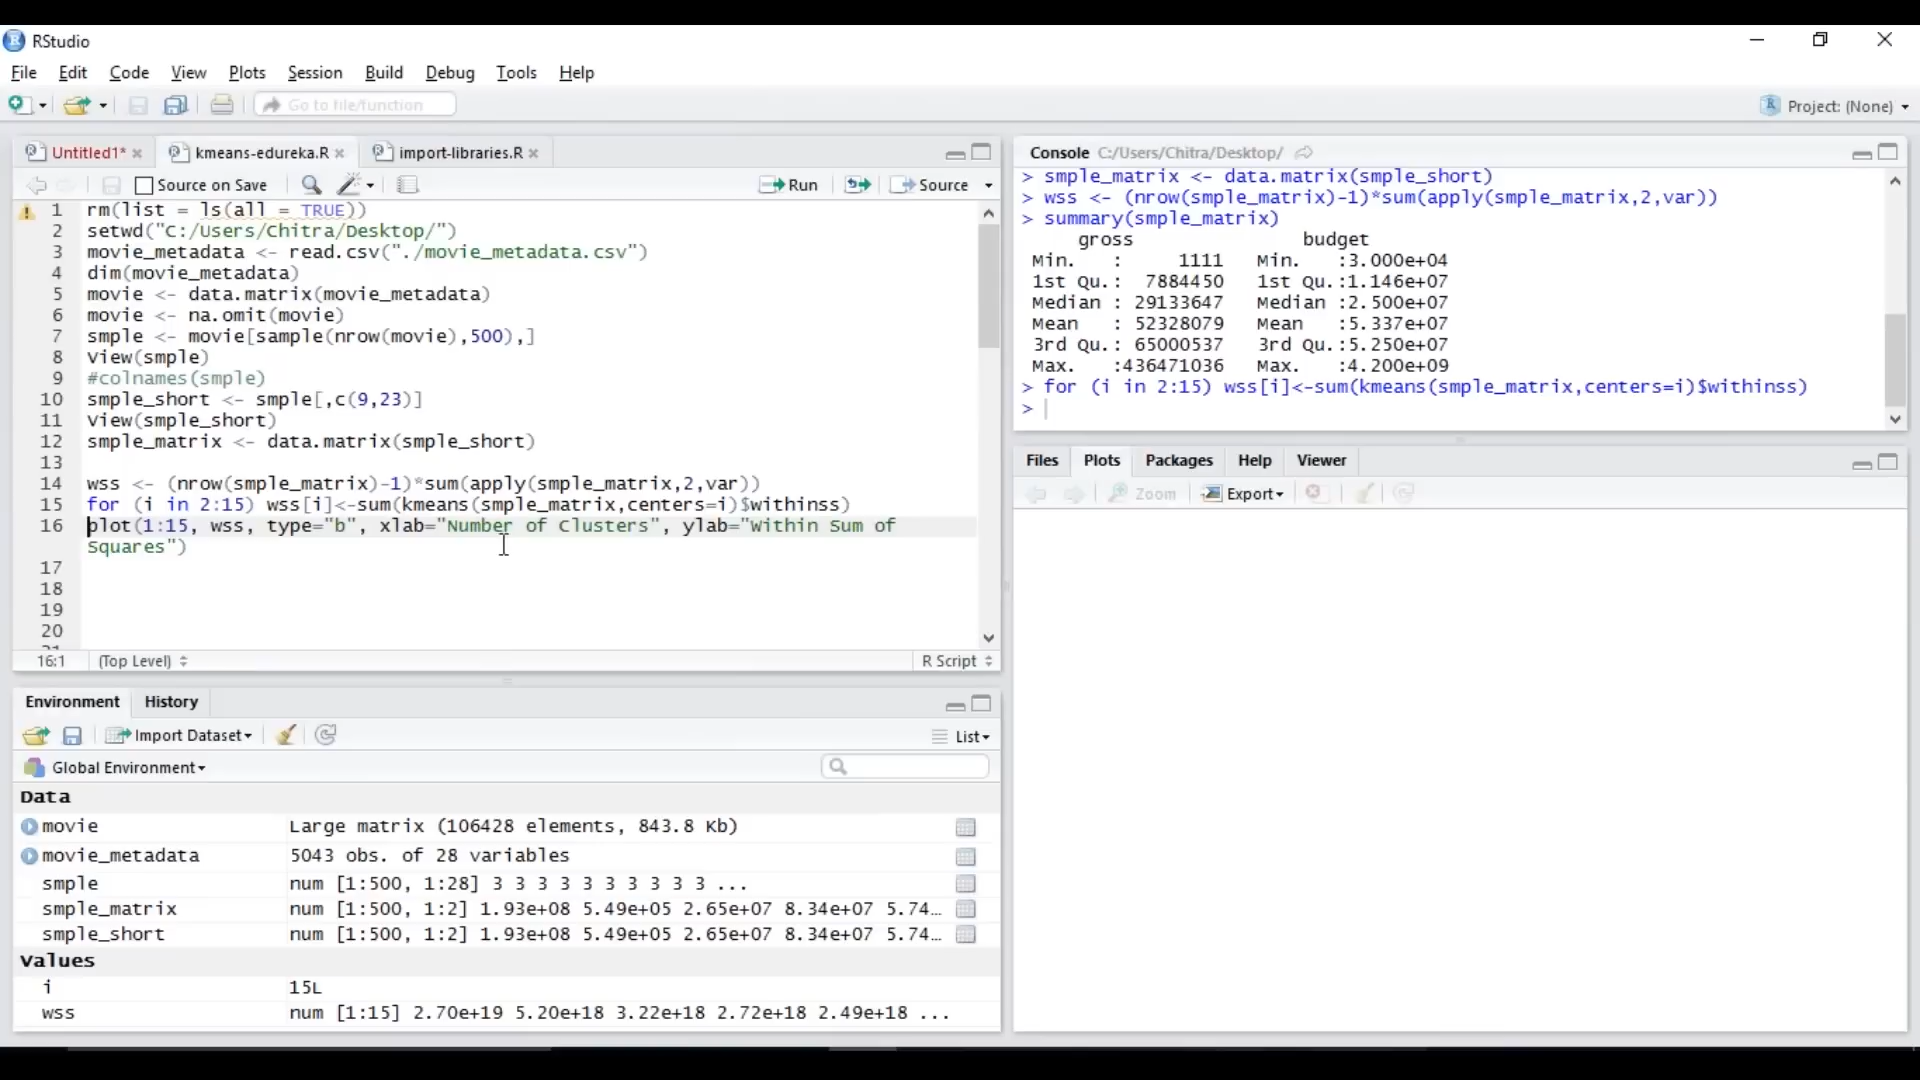 RStudio
File Edit Code View Plots Session Build Debug Tools Help
Go to file/function
Project: (None)
Untitled1* kmeans-edureka.R import-libraries.R
Source on Save Run Source
1 rm(list = ls(all = TRUE))
2 setwd("C:/Users/Chitra/Desktop/")
3 movie_metadata <- read.csv("./movie_metadata.csv")
4 dim(movie_metadata)
5 movie <- data.matrix(movie_metadata)
6 movie <- na.omit(movie)
7 smple <- movie[sample(nrow(movie),500),]
8 View(smple)
9 #colnames(smple)
10 smple_short <- smple[,c(9,23)]
11 View(smple_short)
12 smple_matrix <- data.matrix(smple_short)
13
14 wss <- (nrow(smple_matrix)-1)*sum(apply(smple_matrix,2,var))
15 for (i in 2:15) wss[i]<-sum(kmeans(smple_matrix,centers=i)$withinss)
16 plot(1:15, wss, type="b", xlab="Number of Clusters", ylab="Within Sum of
Squares")
17
18
19
20
16:1 (Top Level) R Script
Environment History
Import Dataset List
Global Environment
Data
movie Large matrix (106428 elements, 843.8 Kb)
movie_metadata 5043 obs. of 28 variables
smple num [1:500, 1:28] 3 3 3 3 3 3 3 3 3 3 ...
smple_matrix num [1:500, 1:2] 1.93e+08 5.49e+05 2.65e+07 8.34e+07 5.74…
smple_short num [1:500, 1:2] 1.93e+08 5.49e+05 2.65e+07 8.34e+07 5.74…
Values
i 15L
wss num [1:15] 2.70e+19 5.20e+18 3.22e+18 2.72e+18 2.49e+18 ...
Console C:/Users/Chitra/Desktop/
> smple_matrix <- data.matrix(smple_short)
> wss <- (nrow(smple_matrix)-1)*sum(apply(smple_matrix,2,var))
> summary(smple_matrix)
gross budget
Min. : 1111 Min. :3.000e+04
1st Qu.: 7884450 1st Qu.:1.146e+07
Median : 29133647 Median :2.500e+07
Mean : 52328079 Mean :5.337e+07
3rd Qu.: 65000537 3rd Qu.:5.250e+07
Max. :436471036 Max. :4.200e+09
> for (i in 2:15) wss[i]<-sum(kmeans(smple_matrix,centers=i)$withinss)
>
Files Plots Packages Help Viewer
Zoom Export